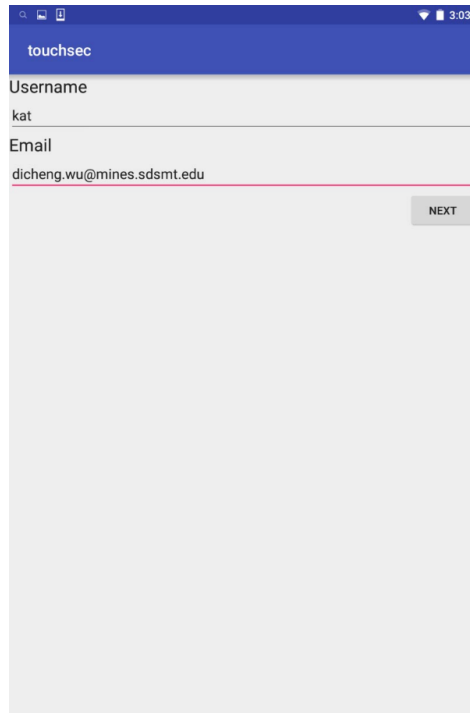 3:03
touchsec
Username
kat
Email
dicheng.wu@mines.sdsmt.edu
NEXT